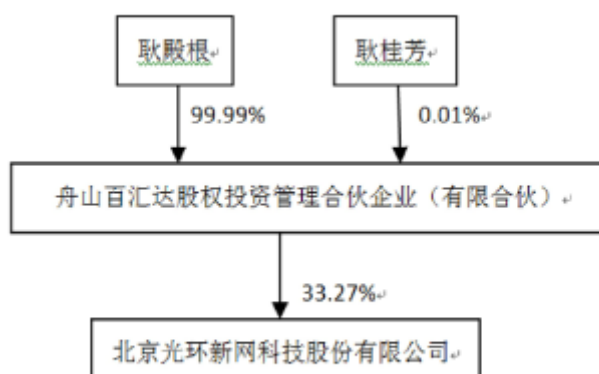 耿殿根
耿桂芳
99.99%
0.01%
舟山百汇达股权投资管理合伙企业（有限合伙）
33.27%
北京光环新网科技股份有限公司